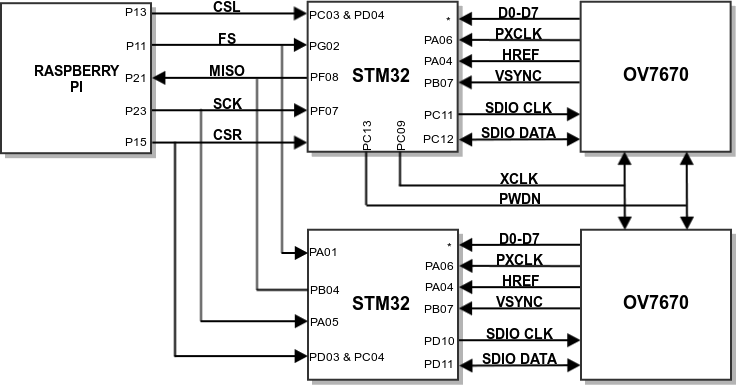 P13
CSL
PC03 & PD04
P11
FS
PG02
RASPBERRY
PI
P21
MISO
PF08
P23
SCK
PF07
P15
CSR
STM32
PC13
PC09
*
D0-D7
PA06
PXCLK
PA04
HREF
PB07
VSYNC
PC11
SDIO CLK
PC12
SDIO DATA
OV7670
XCLK
PWDN
PA01
PB04
PA05
PD03 & PC04
STM32
*
D0-D7
PA06
PXCLK
PA04
HREF
PB07
VSYNC
PD10
SDIO CLK
PD11
SDIO DATA
OV7670